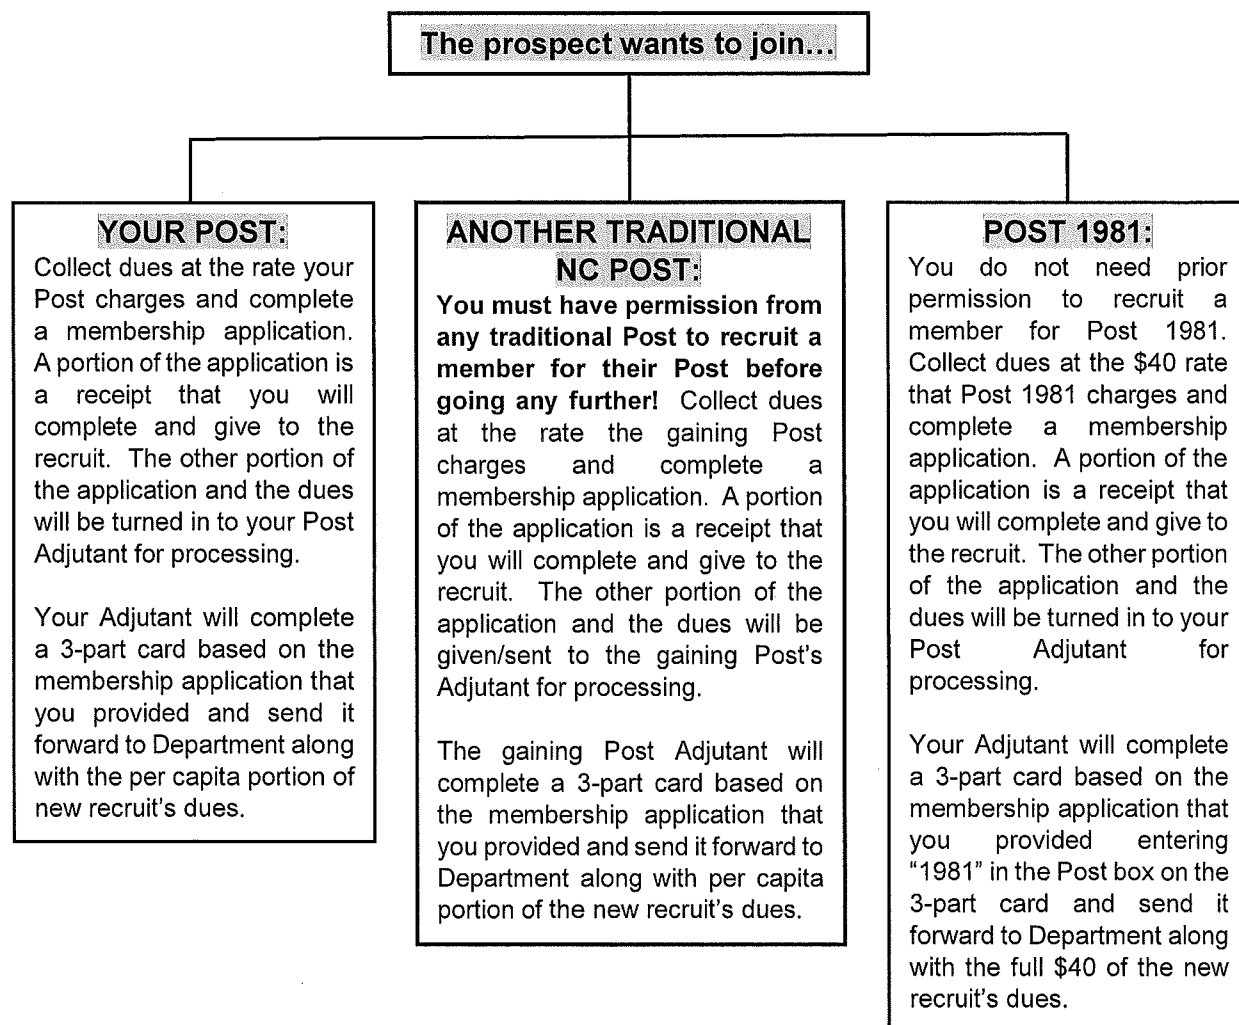 The prospect wants to join…
YOUR POST:
Collect dues at the rate your
Post charges and complete
a membership application.
A portion of the application is
a receipt that you will
complete and give to the
recruit. The other portion of
the application and the dues
will be turned in to your Post
Adjutant for processing.
Your Adjutant will complete
a 3-part card based on the
membership application that
you provided and send it
forward to Department along
with the per capita portion of
new recruit's dues.
ANOTHER TRADITIONAL
NC POST:
You must have permission from
any traditional Post to recruit a
member for their Post before
going any further! Collect dues
at the rate the gaining Post
charges and complete a
membership application. A portion
of the application is a receipt that
you will complete and give to the
recruit. The other portion of the
application and the dues will be
given/sent to the gaining Post's
Adjutant for processing.
The gaining Post Adjutant will
complete a 3-part card based on
the membership application that
you provided and send it forward to
Department along with per capita
portion of the new recruit's dues.
POST 1981:
You do not need prior
permission to recruit a
member for Post 1981.
Collect dues at the $40 rate
that Post 1981 charges and
complete a membership
application. A portion of the
application is a receipt that
you will complete and give to
the recruit. The other portion
of the application and the
dues will be turned in to your
Post Adjutant for
processing.
Your Adjutant will complete
a 3-part card based on the
membership application that
you provided entering
“1981” in the Post box on the
3-part card and send it
forward to Department along
with the full $40 of the new
recruit's dues.